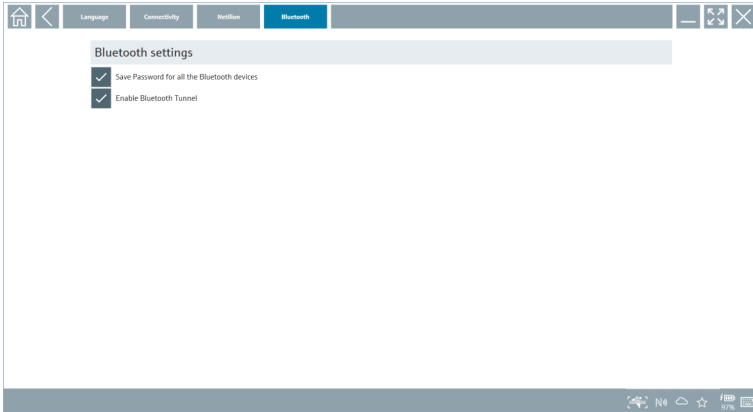 Language Connectivity Netilion Bluetooth
Bluetooth settings
Save Password for all the Bluetooth devices
Enable Bluetooth Tunnel
97%